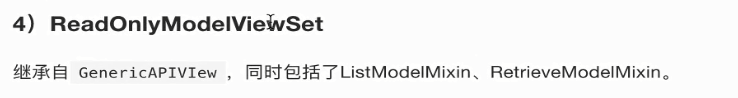 4）ReadOnlyModelViewSet
继承自 GenericAPIVIew ，同时包括了ListModelMixin、RetrieveModelMixin。